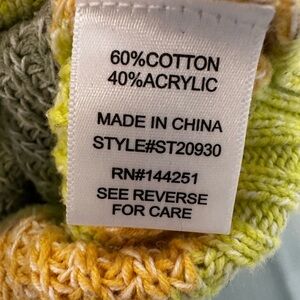 60%COTTON
40%ACRYLIC
MADE IN CHINA
STYLE#ST20930
RN#144251
SEE REVERSE
FOR CARE